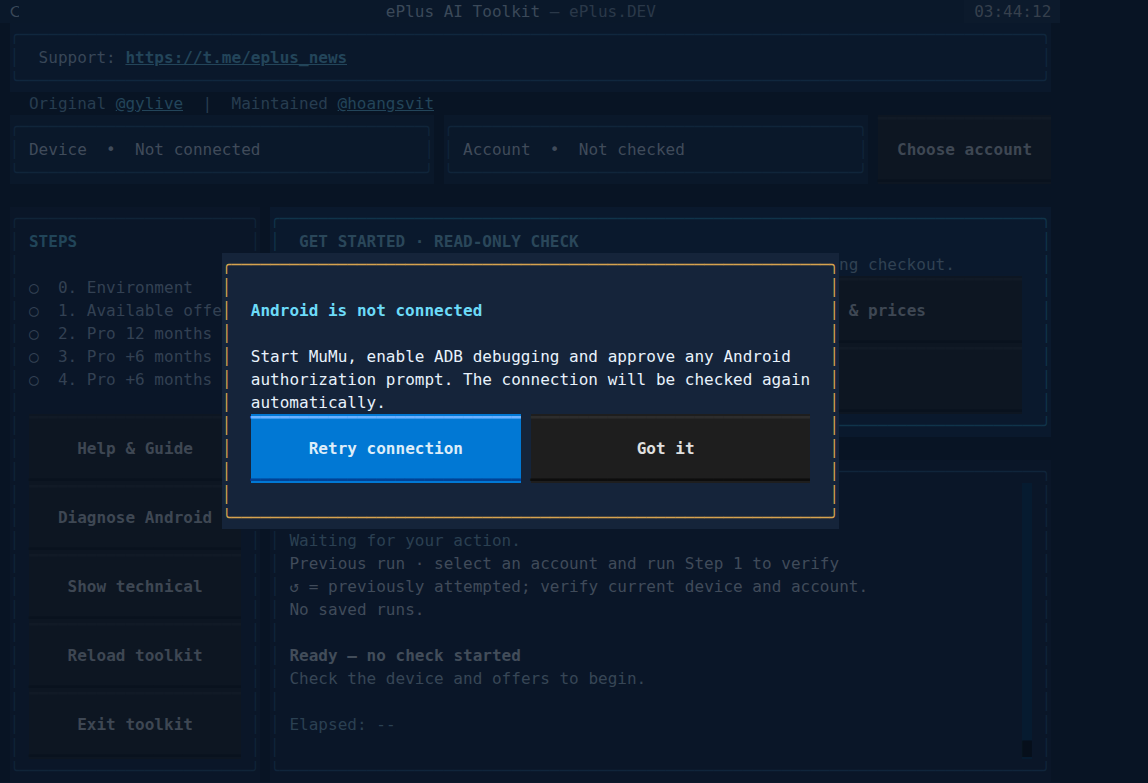 C
ePlus AI Toolkit — ePlus.DEV
03:44:12
Support: https://t.me/eplus_news
Original @gylive | Maintained @hoangsvit
Device • Not connected
Account • Not checked
Choose account
STEPS
○ 0. Environment
○ 1. Available offe
○ 2. Pro 12 months
○ 3. Pro +6 months
○ 4. Pro +6 months
Help & Guide
Diagnose Android
Show technical
Reload toolkit
Exit toolkit
GET STARTED · READ-ONLY CHECK
ng checkout.
& prices
Android is not connected
Start MuMu, enable ADB debugging and approve any Android
authorization prompt. The connection will be checked again
automatically.
Retry connection
Got it
Waiting for your action.
Previous run · select an account and run Step 1 to verify
↺ = previously attempted; verify current device and account.
No saved runs.
Ready — no check started
Check the device and offers to begin.
Elapsed: --